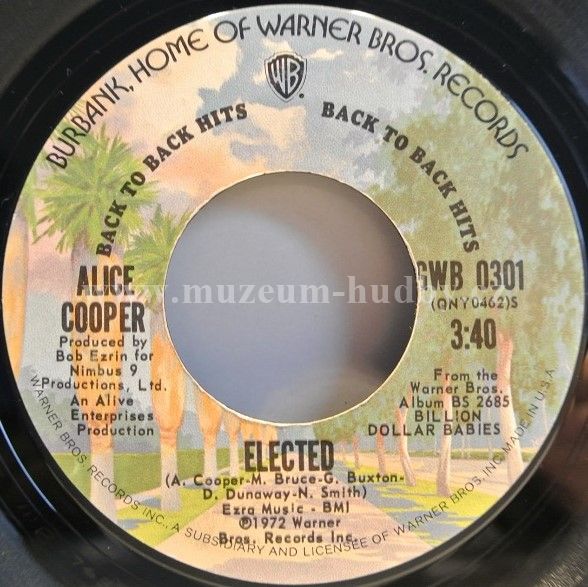 BURBANK, HOME OF WARNER BROS. RECORDS
WB
BACK TO BACK HITS
BACK TO BACK HITS
ALICE
COOPER
Produced by
Bob Ezrin for
Nimbus 9
Productions, Ltd.
An Alive
Enterprises
Production
GWB 0301
(QNY0462)S
3:40
From the
Warner Bros.
Album BS 2685
BILLION
DOLLAR BABIES
ELECTED
(A. Cooper-M. Bruce-G. Buxton-
D. Dunaway-N. Smith)
Ezra Music - BMI
℗1972 Warner
Bros. Records Inc.
WARNER BROS. RECORDS INC. A SUBSIDIARY AND LICENSEE OF WARNER BROS. INC. MADE IN U.S.A.